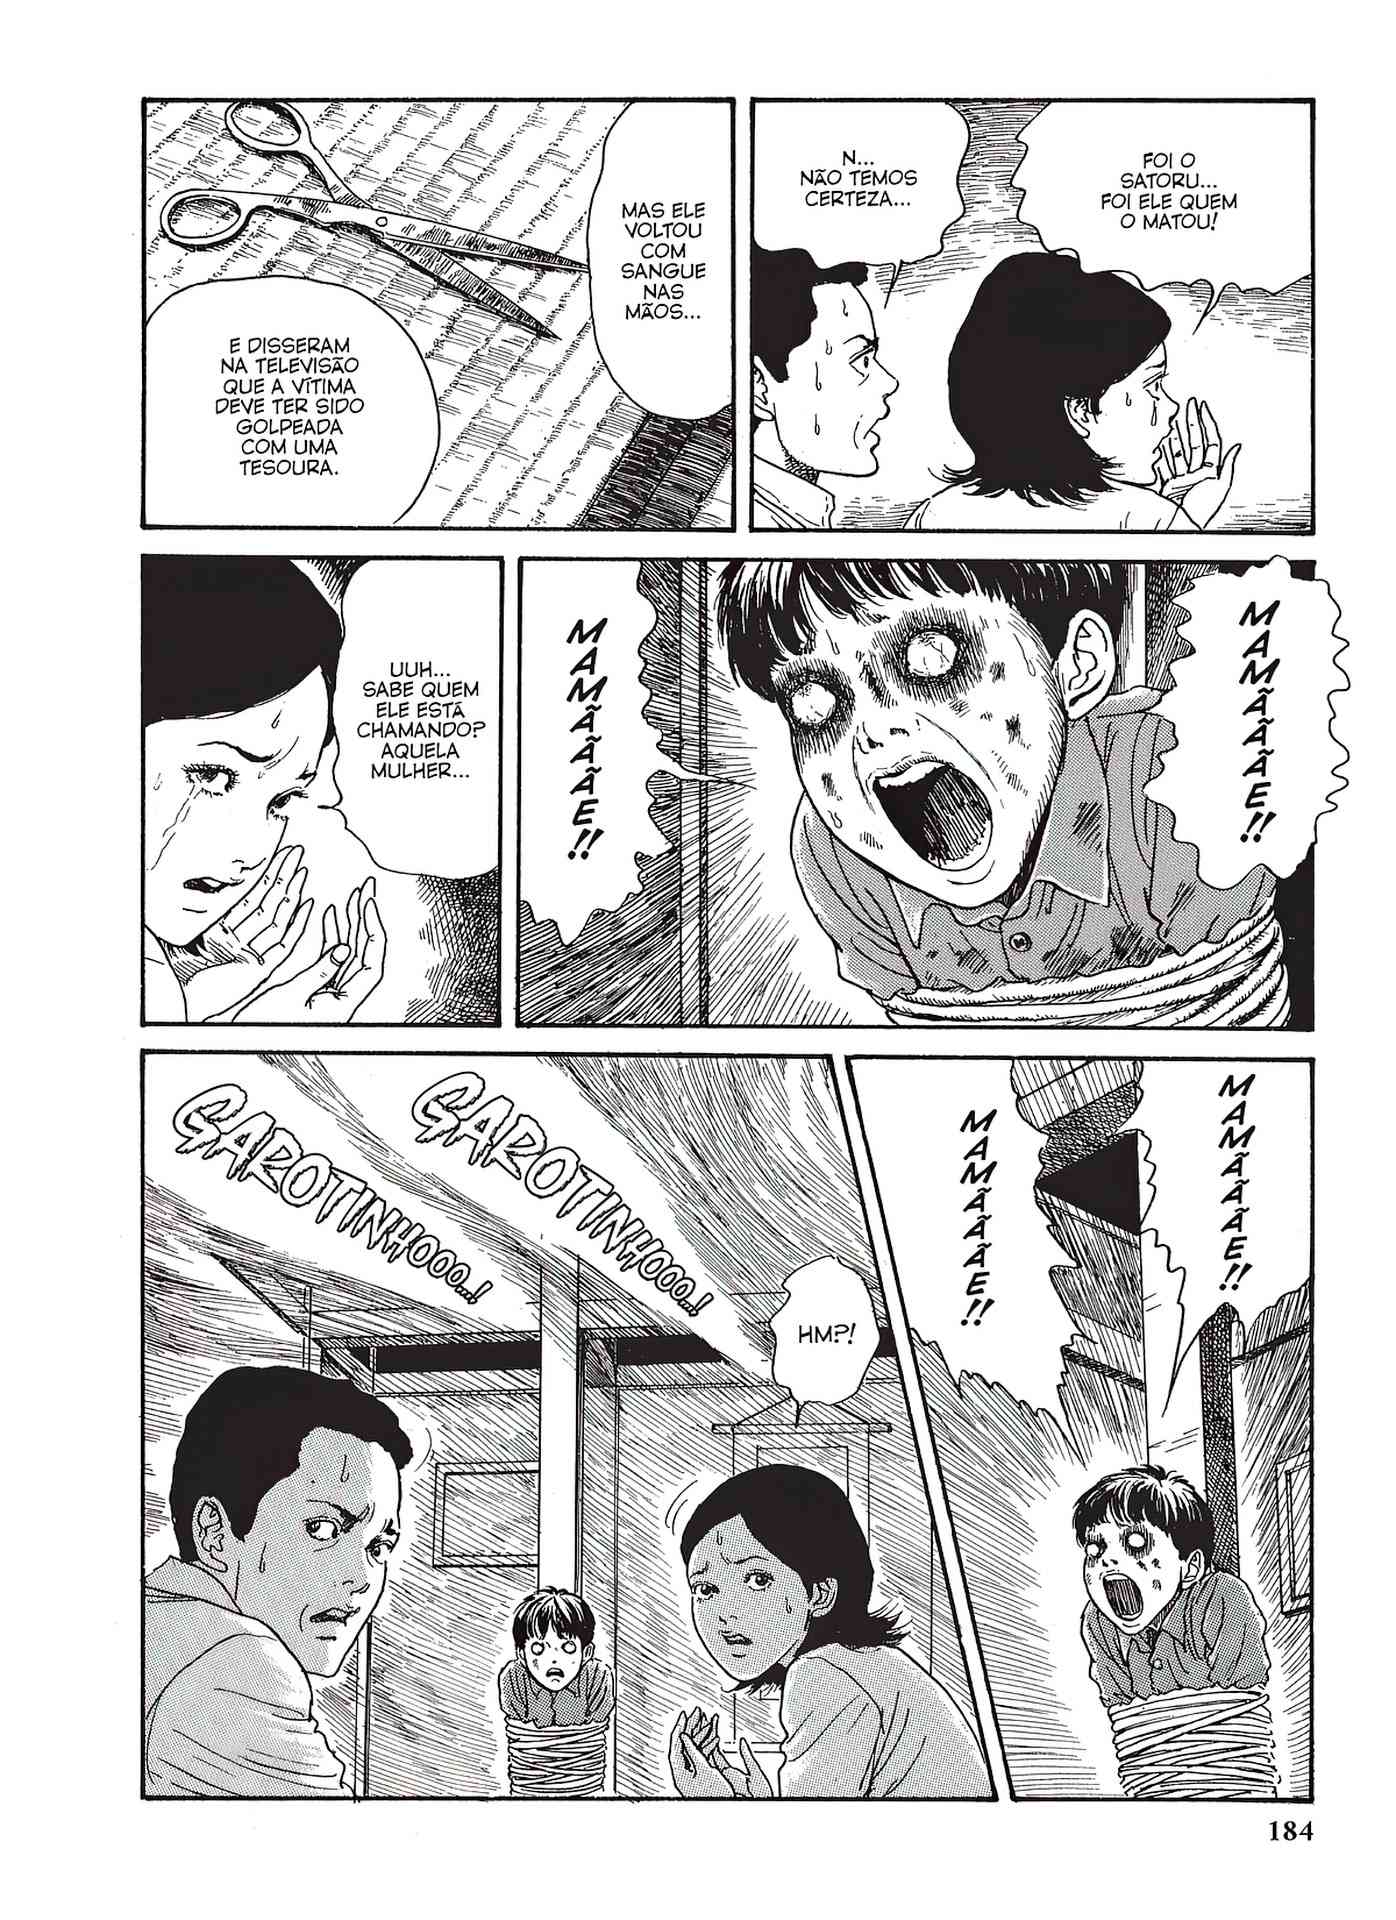 FOI O
SATORU...
FOI ELE QUEM
O MATOU!
N...
NÃO TEMOS
CERTEZA...
MAS ELE
VOLTOU
COM
SANGUE
NAS
MÃOS...
E DISSERAM
NA TELEVISÃO
QUE A VÍTIMA
DEVE TER SIDO
GOLPEADA
COM UMA
TESOURA.
MAMÃÃÃE!!
MAMÃÃÃE!!
UUH...
SABE QUEM
ELE ESTÁ
CHAMANDO?
AQUELA
MULHER...
MAMÃÃÃE!!
MAMÃÃÃE!!
GAROTINHOOO...!
GAROTINHOOO...!
HM?!
184